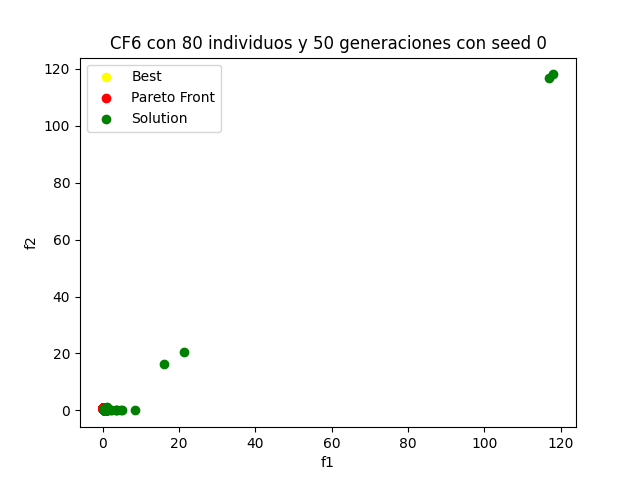 CF6 con 80 individuos y 50 generaciones con seed 0
Best
Pareto Front
Solution
120
100
80
60
40
20
0
f2
0 20 40 60 80 100 120
f1